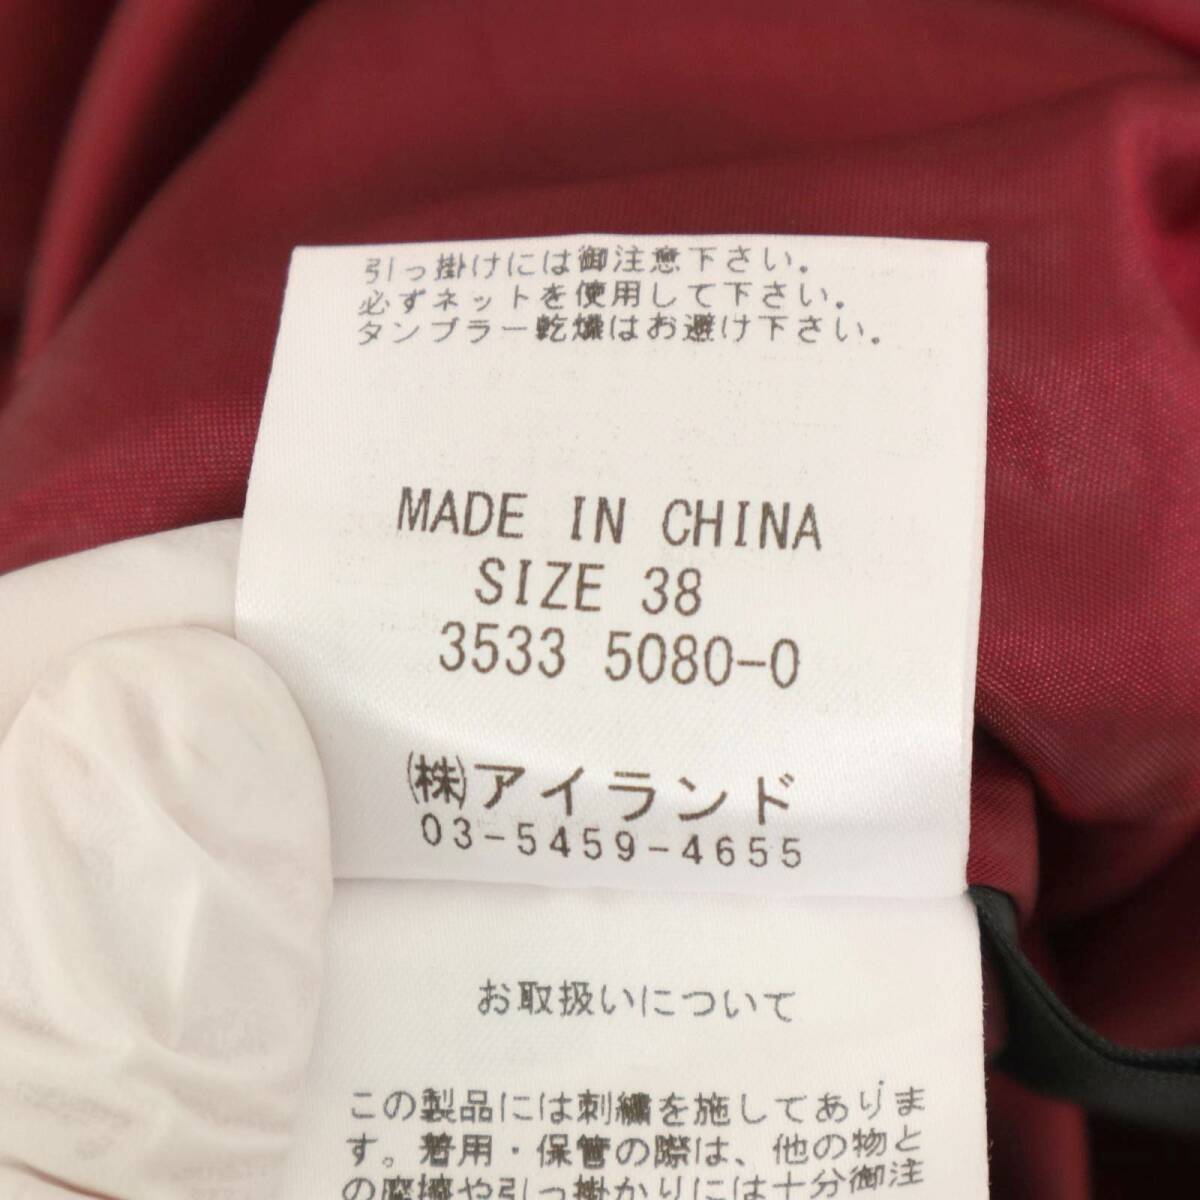 引っ掛けには御注意下さい。
必ずネットを使用して下さい。
タンブラー乾燥はお避け下さい。
MADE IN CHINA
SIZE 38
3533 5080-0
㈱アイランド
03-5459-4655
お取扱いについて
この製品には刺繍を施してありま
す。着用・保管の際は、他の物と
の摩擦や引っ掛かりには十分御注